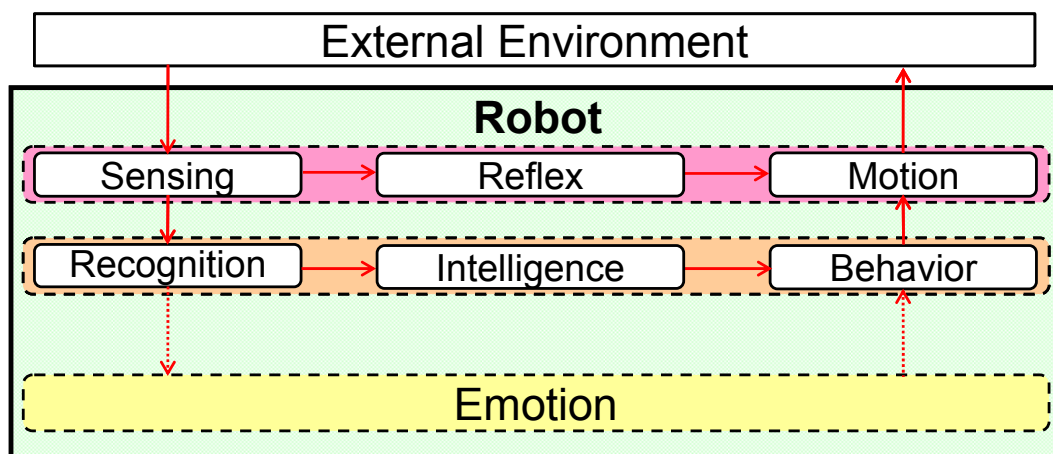 External Environment
Robot
Sensing
Reflex
Motion
Recognition
Intelligence
Behavior
Emotion